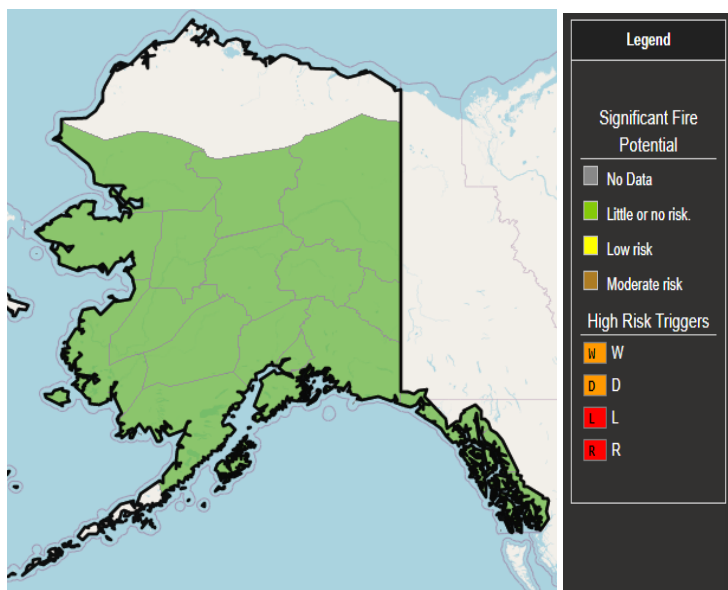 Legend
Significant Fire
Potential
No Data
Little or no risk.
Low risk
Moderate risk
High Risk Triggers
W W
D D
L L
R R